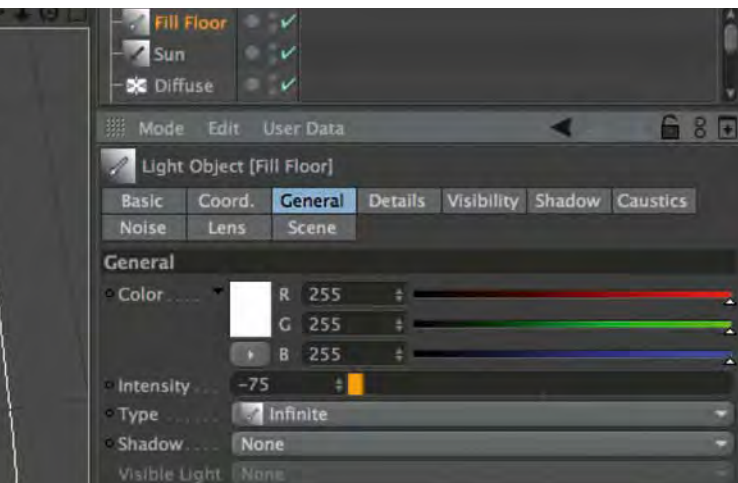 Fill Floor
Sun
Diffuse
Mode Edit User Data
Light Object [Fill Floor]
Basic Coord. General Details Visibility Shadow Caustics
Noise Lens Scene
General
Color..... R 255
G 255
B 255
Intensity... -75
Type....... Infinite
Shadow.... None
Visible Light None